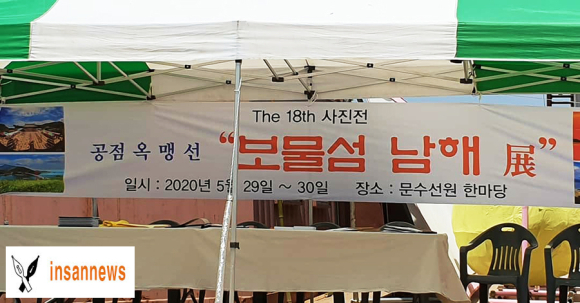 The 18th 사진전
공점 옥 맹 선 “보물섬 남해 展”
일시 : 2020년 5월 29일 ~ 30일 장소 : 문수선원 한마당
insannews